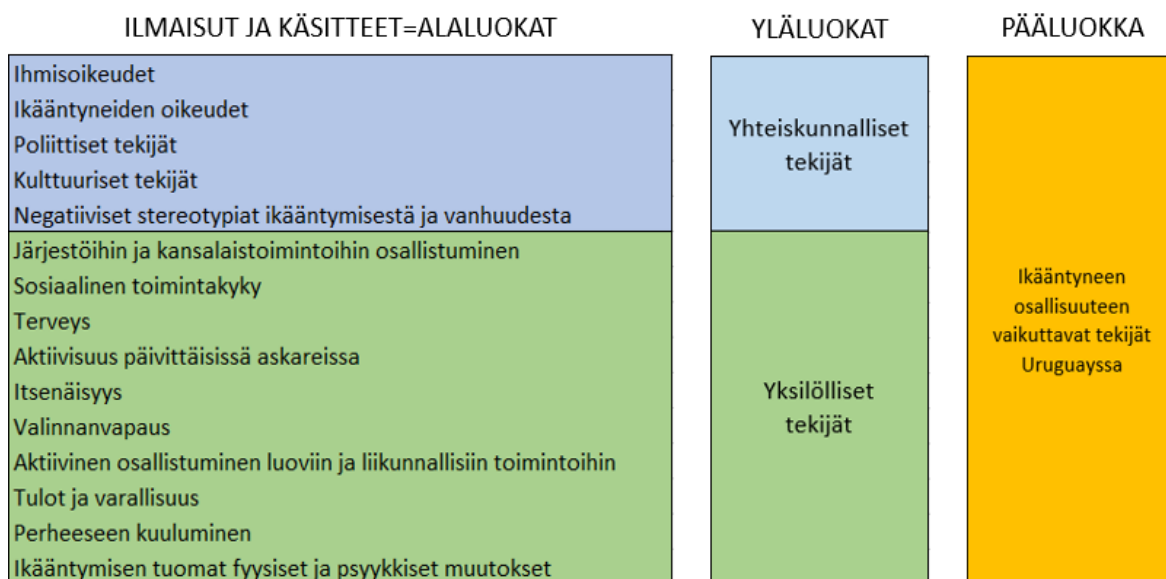 ILMAISUT JA KÄSITTEET=ALALUOKAT
YLÄLUOKAT
PÄÄLUOKKA
Ihmisoikeudet
Ikääntyneiden oikeudet
Poliittiset tekijät
Kulttuuriset tekijät
Negatiiviset stereotypiat ikääntymisestä ja vanhuudesta
Järjestöihin ja kansalaistoimintoihin osallistuminen
Sosiaalinen toimintakyky
Terveys
Aktiivisuus päivittäisissä askareissa
Itsenäisyys
Valinnanvapaus
Aktiivinen osallistuminen luoviin ja liikunnallisiin toimintoihin
Tulot ja varallisuus
Perheeseen kuuluminen
Ikääntymisen tuomat fyysiset ja psyykkiset muutokset
Yhteiskunnalliset
tekijät
Yksilölliset
tekijät
Ikääntyneen
osallisuuteen
vaikuttavat tekijät
Uruguayssa